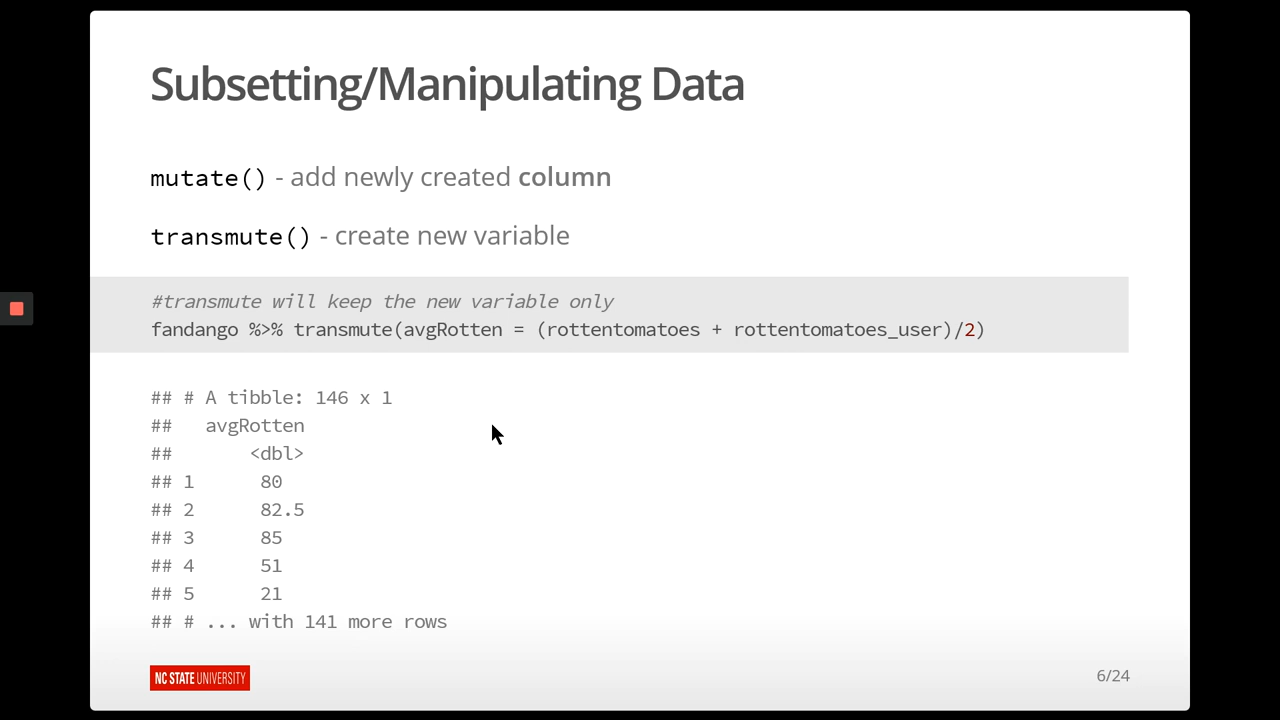 Subsetting/Manipulating Data
mutate() - add newly created column
transmute() - create new variable
#transmute will keep the new variable only
fandango %>% transmute(avgRotten = (rottentomatoes + rottentomatoes_user)/2)
## # A tibble: 146 x 1
##   avgRotten
##       <dbl>
## 1      80
## 2      82.5
## 3      85
## 4      51
## 5      21
## # ... with 141 more rows
NC STATE UNIVERSITY
6/24